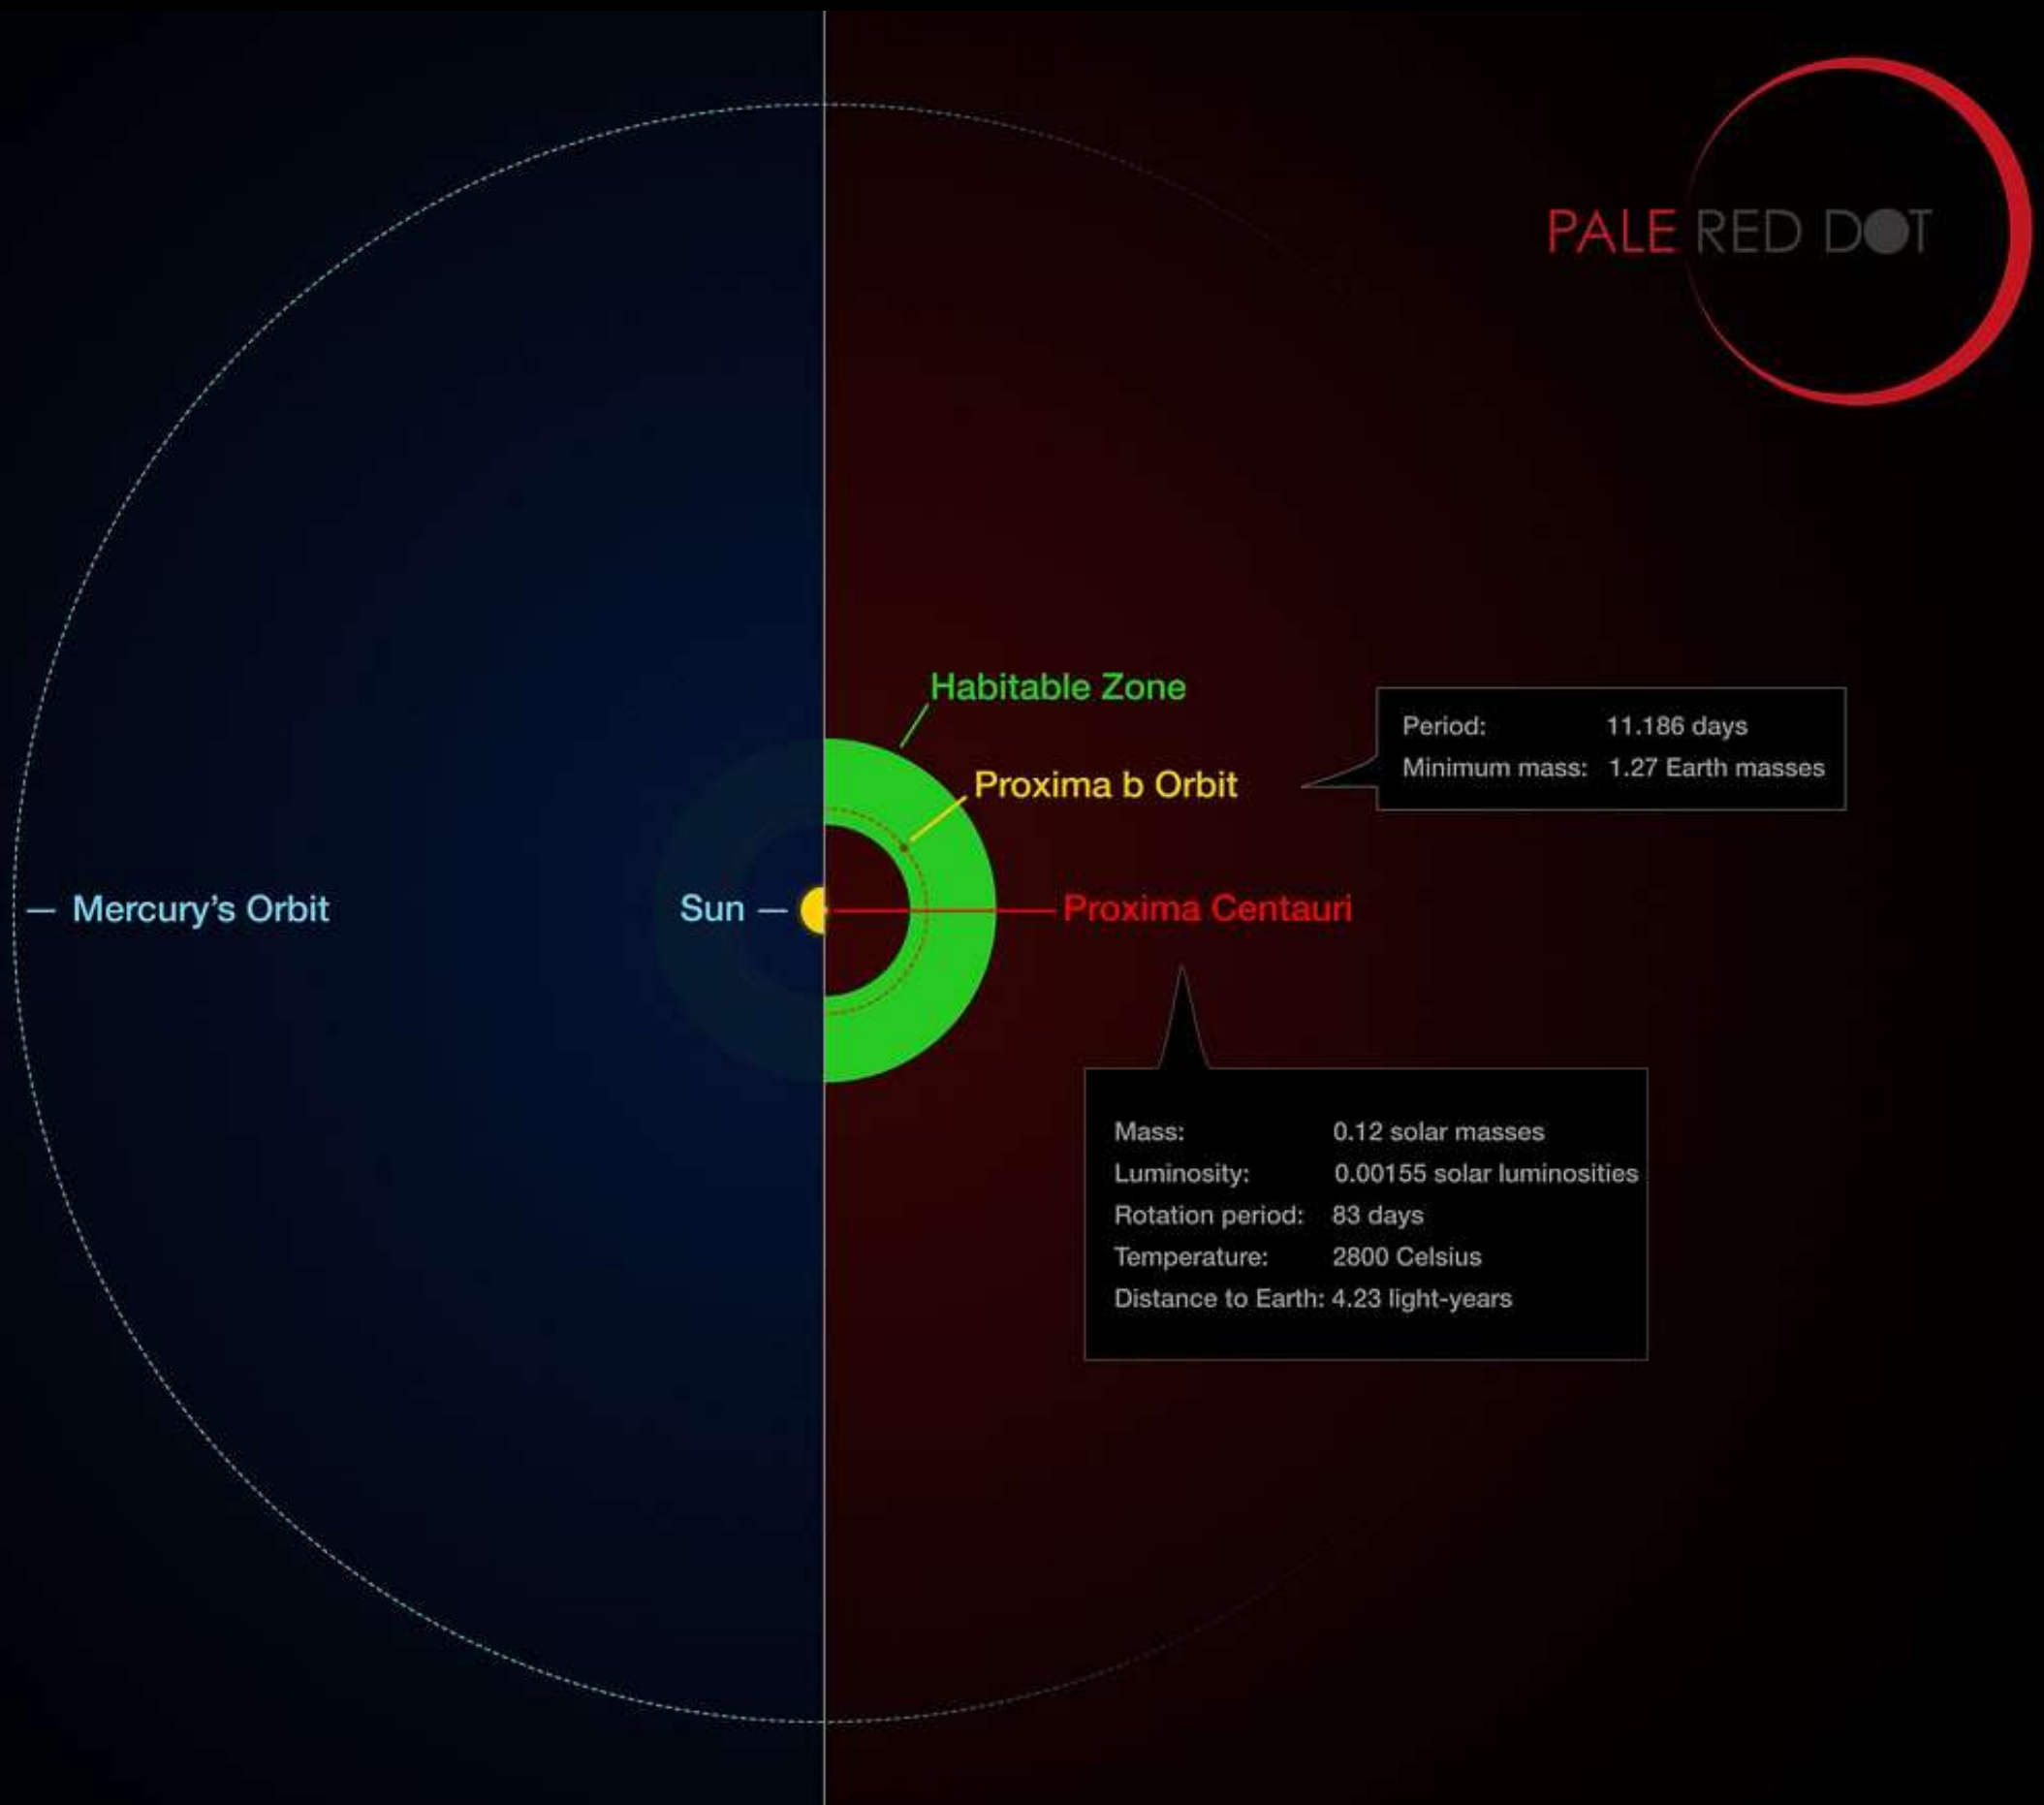 PALE RED DOT
Habitable Zone
Period: 11.186 days
Minimum mass: 1.27 Earth masses
Proxima b Orbit
Mercury's Orbit
Sun
Proxima Centauri
Mass: 0.12 solar masses
Luminosity: 0.00155 solar luminosities
Rotation period: 83 days
Temperature: 2800 Celsius
Distance to Earth: 4.23 light-years